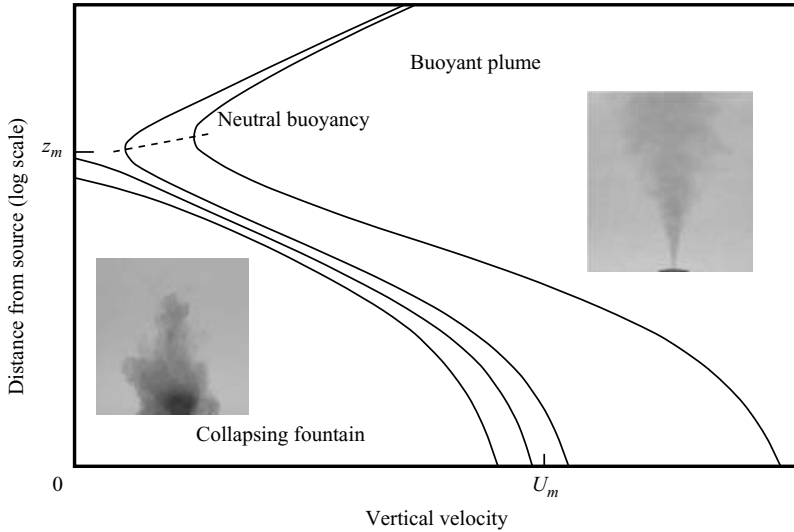 Buoyant plume
Neutral buoyancy
z_m
Distance from source (log scale)
Collapsing fountain
0
U_m
Vertical velocity